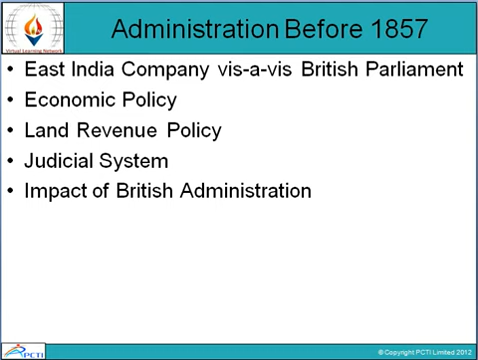 Administration Before 1857
Virtual Learning Network
• East India Company vis-a-vis British Parliament
• Economic Policy
• Land Revenue Policy
• Judicial System
• Impact of British Administration
PCTI
© Copyright PCTI Limited 2012